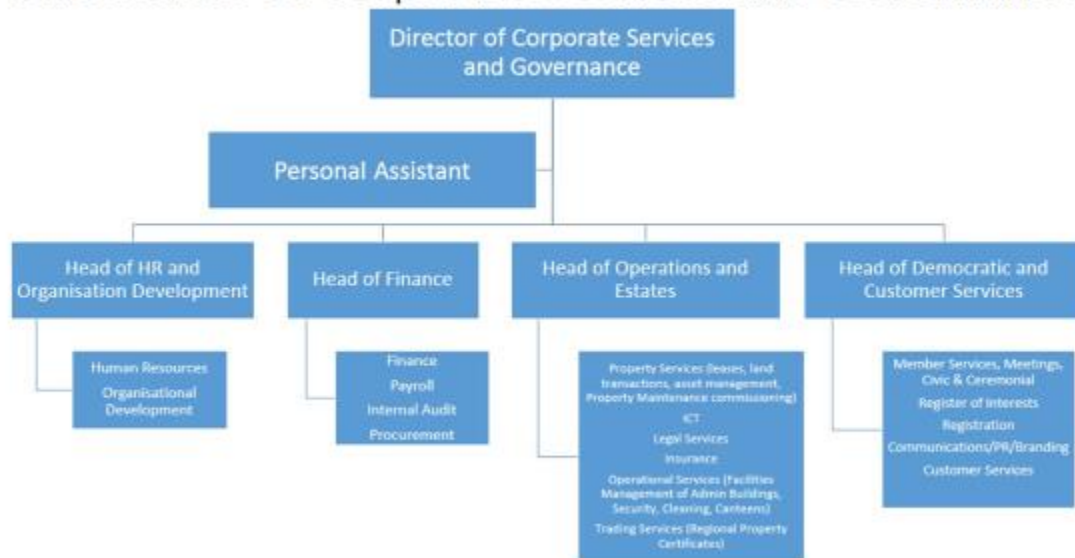 Director of Corporate Services
and Governance
Personal Assistant
Head of HR and
Organisation Development
Head of Finance
Head of Operations and
Estates
Head of Democratic and
Customer Services
Human Resources
Organisational
Development
Finance
Payroll
Internal Audit
Procurement
Property Services (leases, land
transactions, asset management,
Property Maintenance commissioning)
ICT
Legal Services
Insurance
Operational Services (Facilities
Management of Admin Buildings,
Security, Cleaning, Canteens)
Trading Services (Regional Property
Certificates)
Member Services, Meetings,
Civic & Ceremonial
Register of Interests
Registration
Communications/PR/Branding
Customer Services